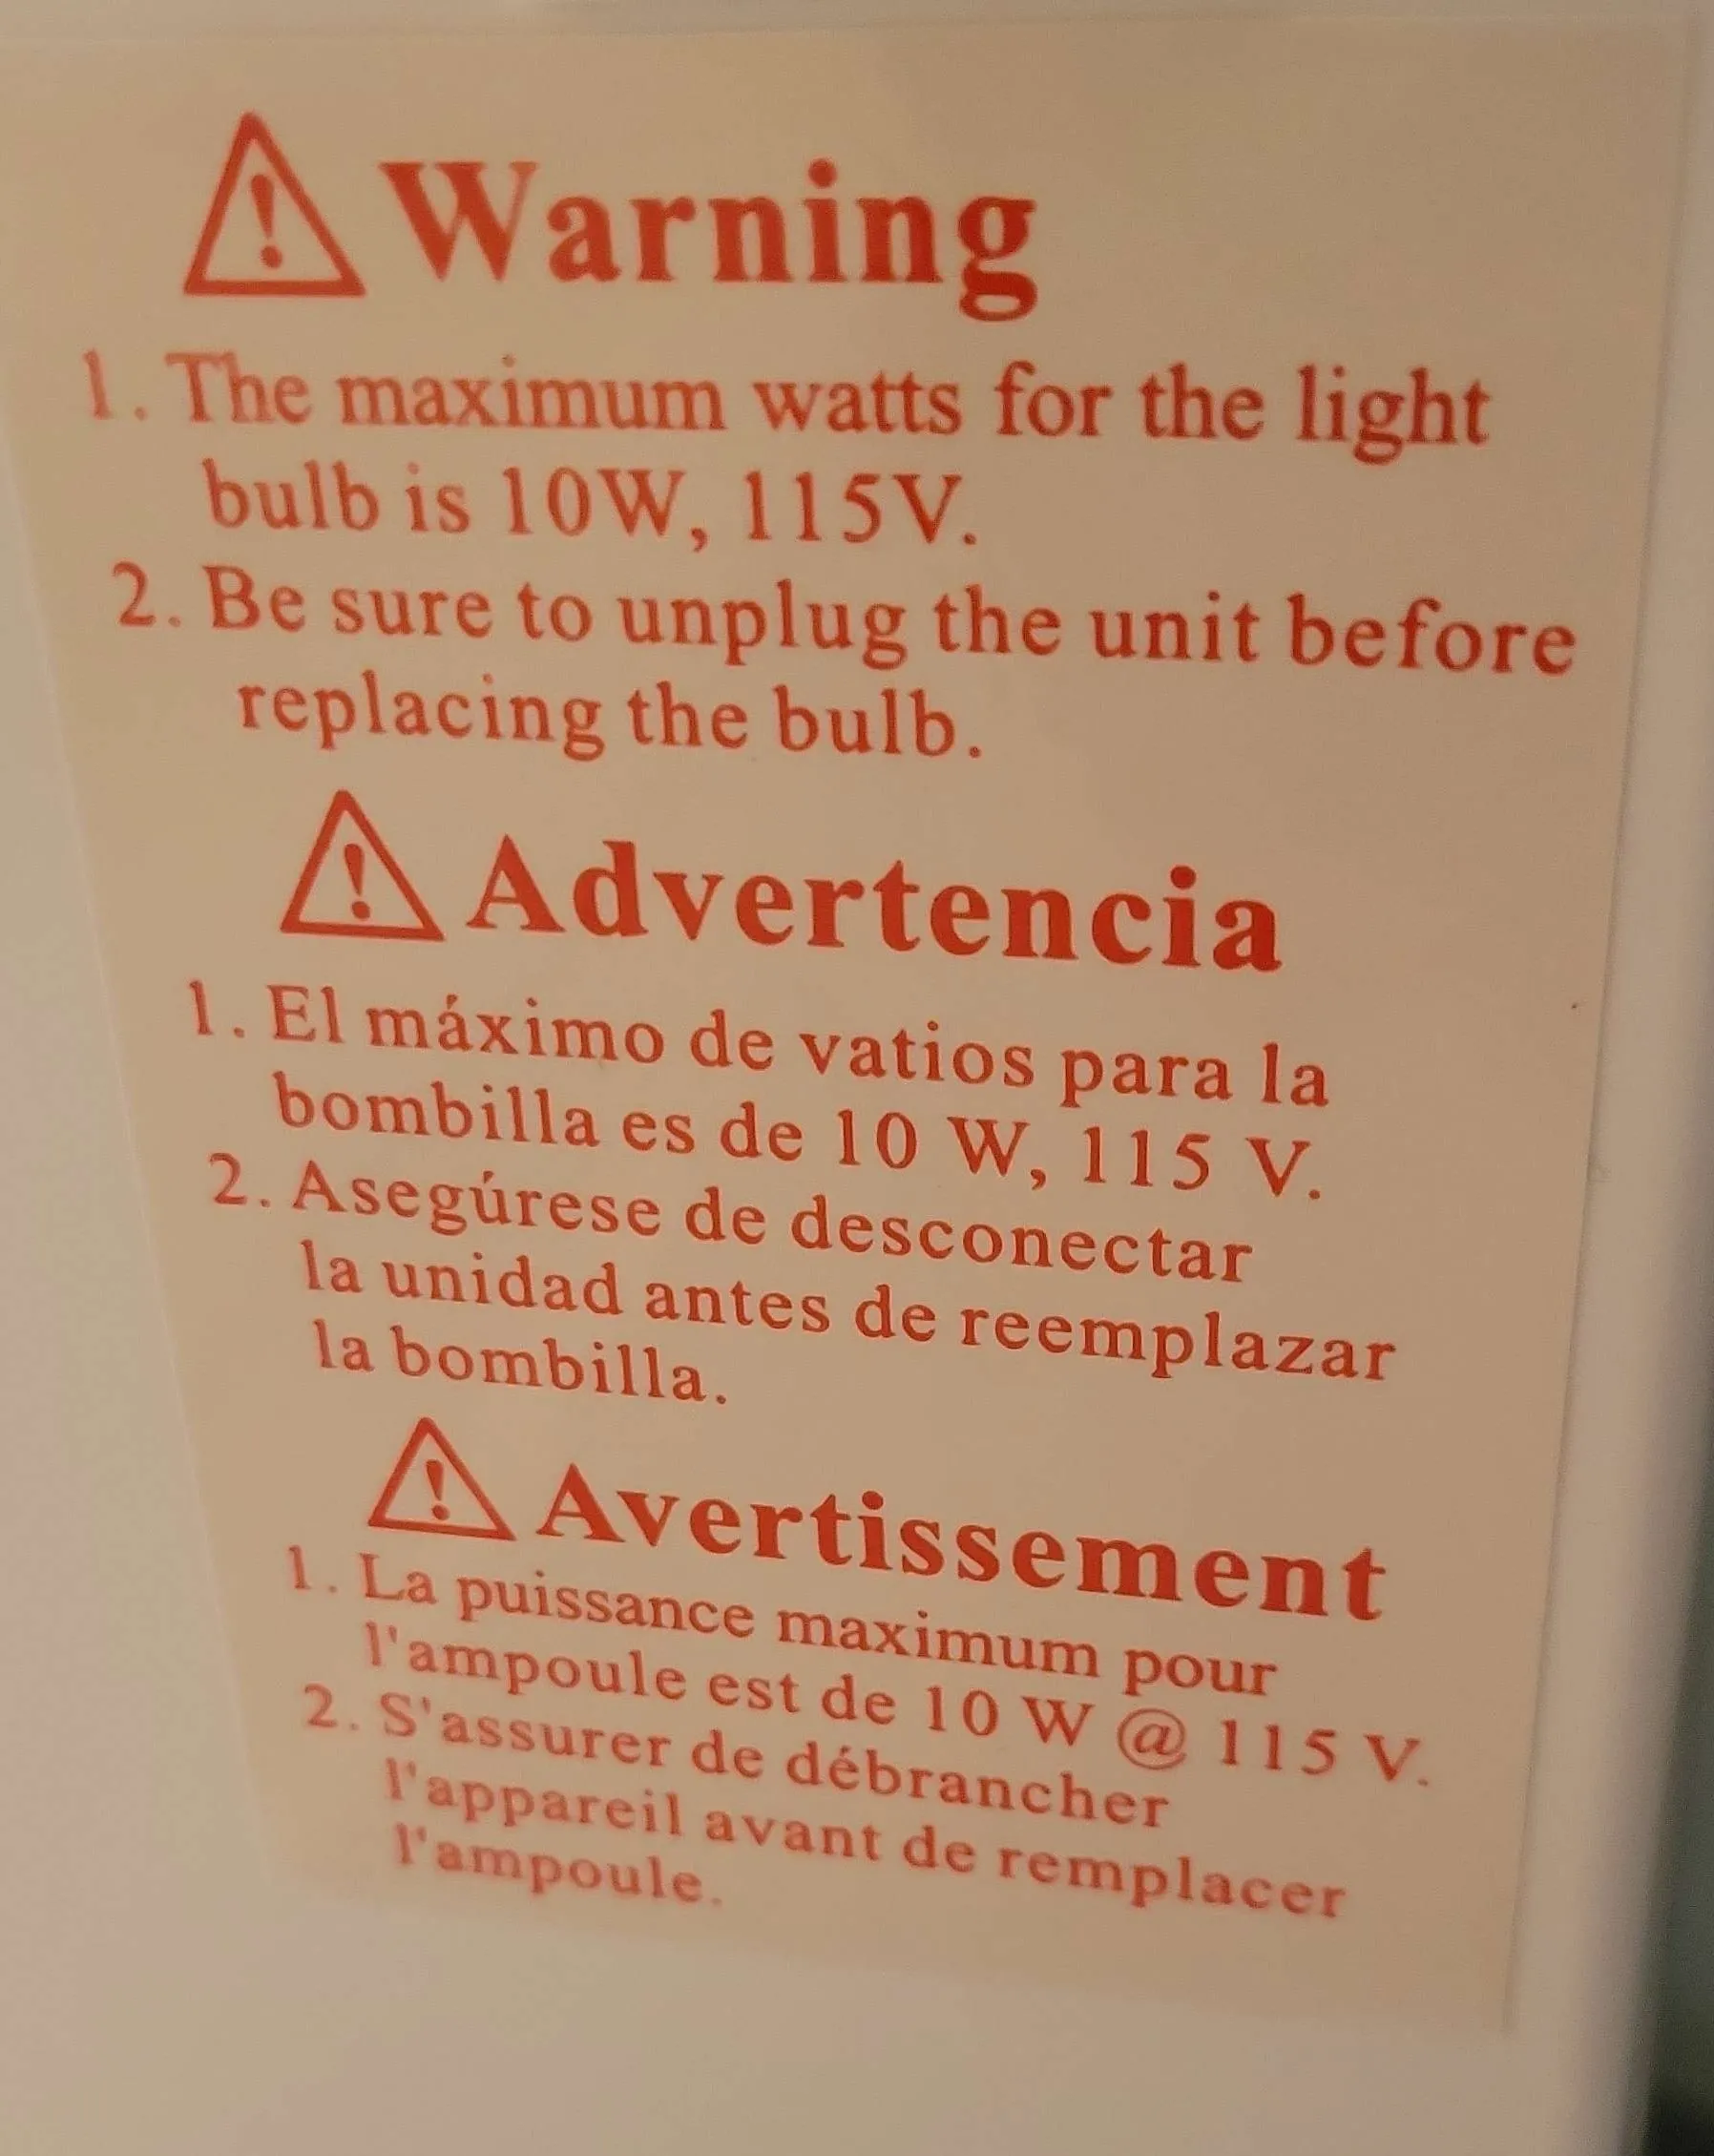 Warning
1. The maximum watts for the light
bulb is 10W, 115V.
2. Be sure to unplug the unit before
replacing the bulb.
Advertencia
1. El máximo de vatios para la
bombilla es de 10 W, 115 V.
2. Asegúrese de desconectar
la unidad antes de reemplazar
la bombilla.
Avertissement
1. La puissance maximum pour
l'ampoule est de 10 W @ 115 V.
2. S'assurer de débrancher
l'appareil avant de remplacer
l'ampoule.